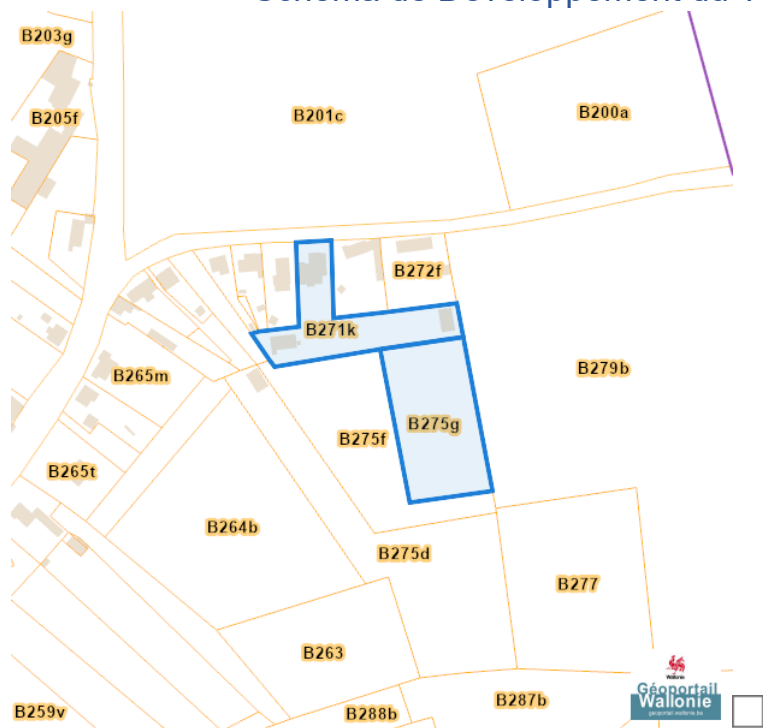 Schéma de Développement du T
B203g
B205f
B201c
B200a
B272f
B271k
B265m
B279b
B275g
B275f
B265t
B264b
B275d
B277
B263
B259v
B288b
B287b
Wallonie
Géoportail
Wallonie
geoportail.wallonie.be